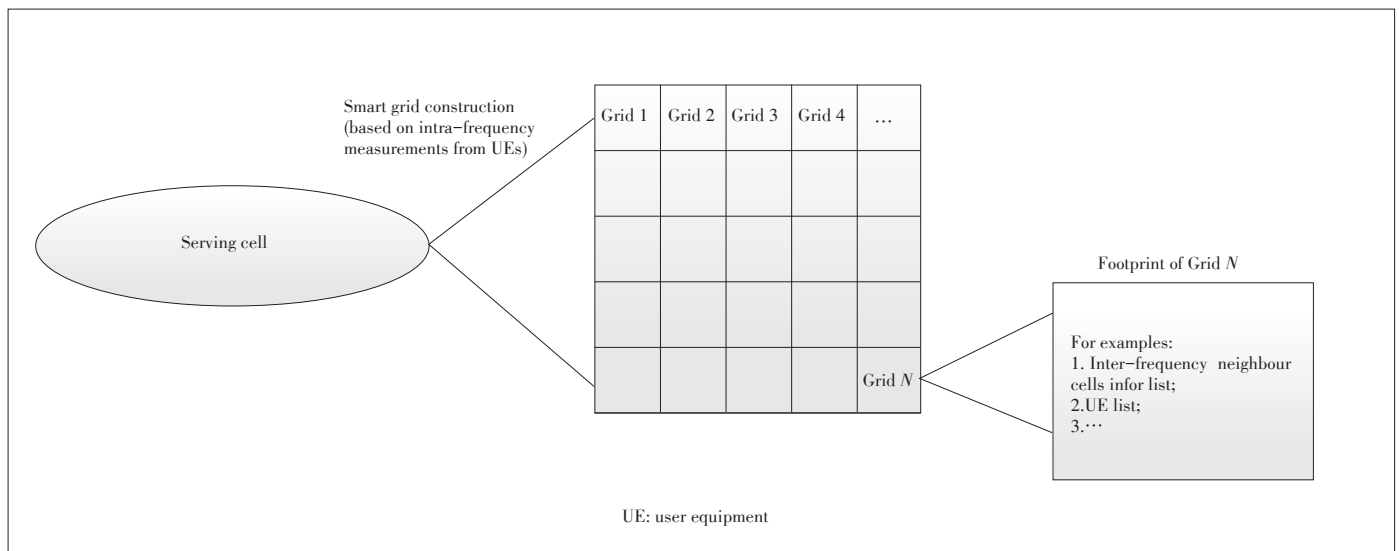 Smart grid construction
(based on intra-frequency
measurements from UEs)
Serving cell
Grid 1 Grid 2 Grid 3 Grid 4 …
Grid N
Footprint of Grid N
For examples:
1. Inter-frequency neighbour
cells infor list;
2.UE list;
3.…
UE: user equipment